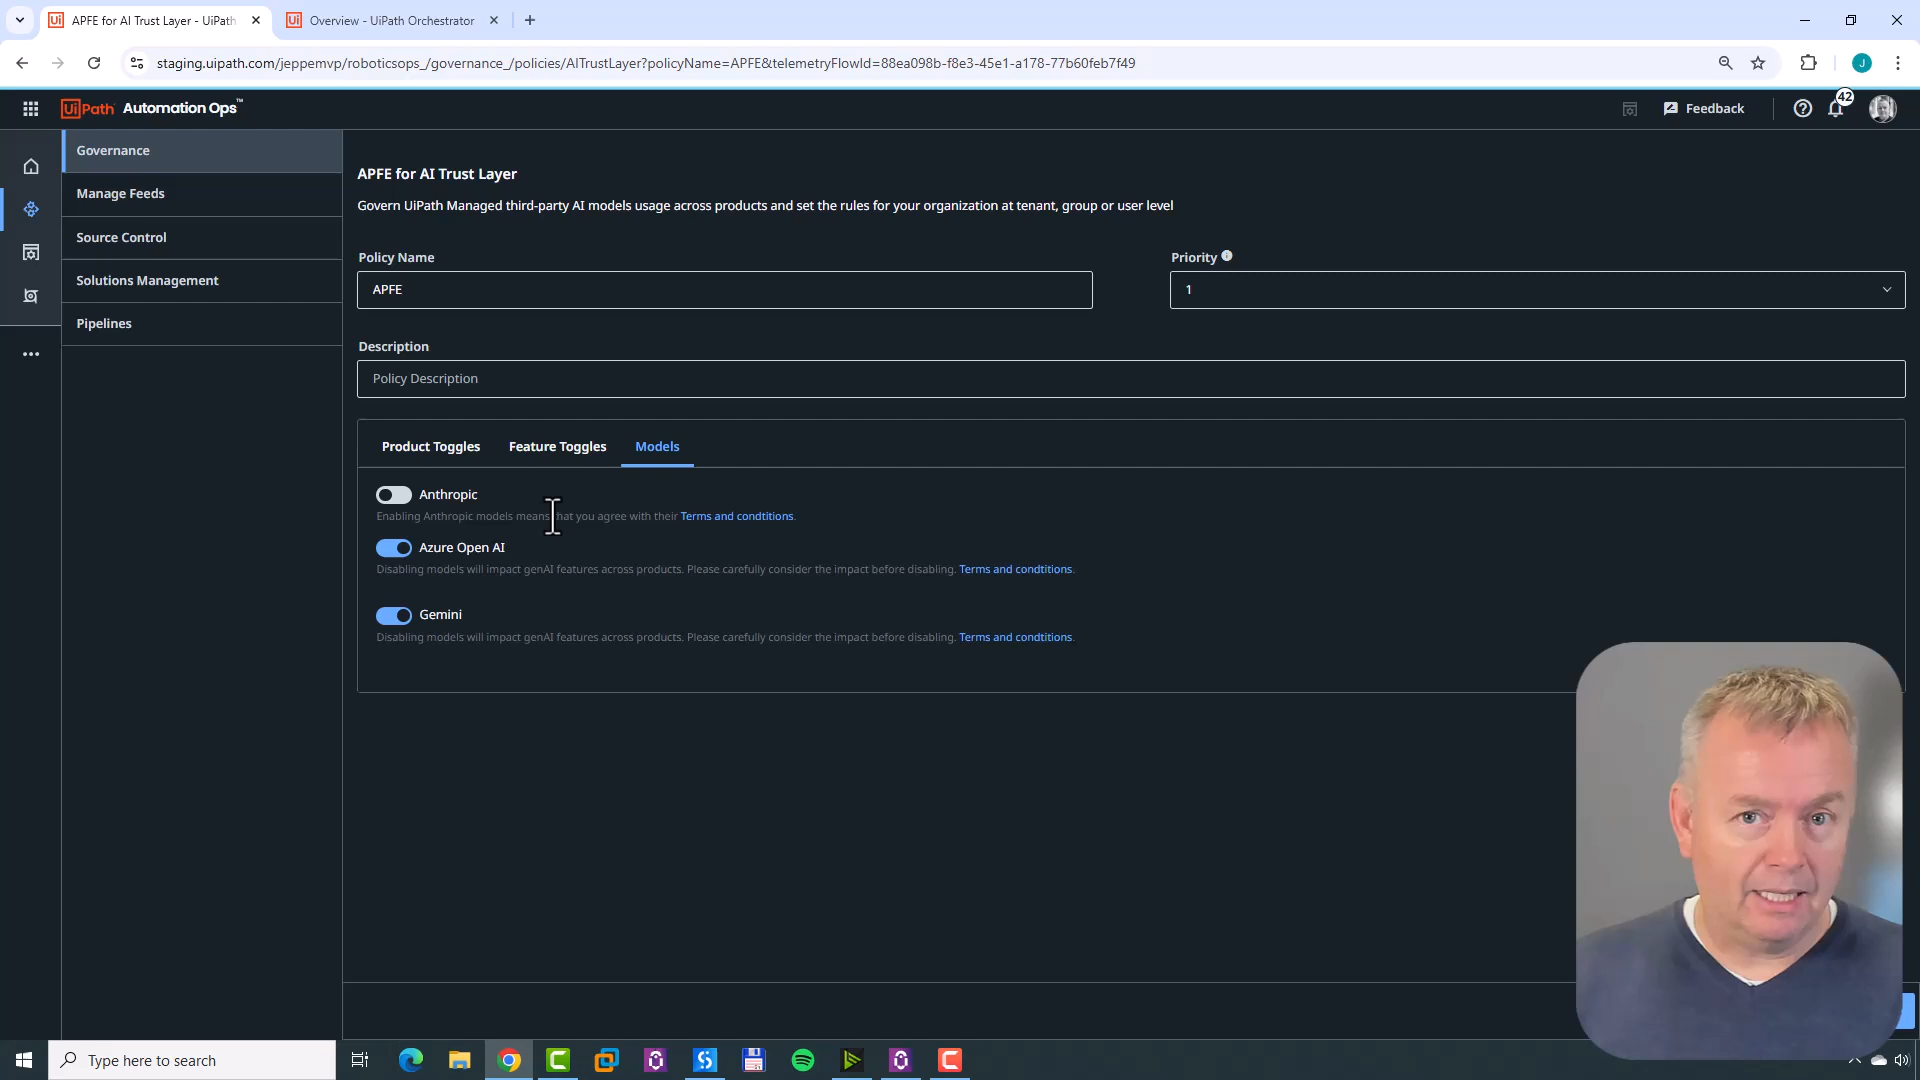 APFE for AI Trust Layer - UiPath
Overview - UiPath Orchestrator
staging.uipath.com/jeppemvp/roboticsops_/governance_/policies/AITrustLayer?policyName=APFE&telemetryFlowId=88ea098b-f8e3-45e1-a178-77b60feb7f49
J
UiPath Automation Ops™
Feedback
42
Governance
Manage Feeds
Source Control
Solutions Management
Pipelines
APFE for AI Trust Layer
Govern UiPath Managed third-party AI models usage across products and set the rules for your organization at tenant, group or user level
Policy Name
Priority
APFE
1
Description
Policy Description
Product Toggles
Feature Toggles
Models
Anthropic
Enabling Anthropic models means that you agree with their Terms and condtitions.
Azure Open AI
Disabling models will impact genAI features across products. Please carefully consider the impact before disabling. Terms and condtitions.
Gemini
Disabling models will impact genAI features across products. Please carefully consider the impact before disabling. Terms and condtitions.
Type here to search